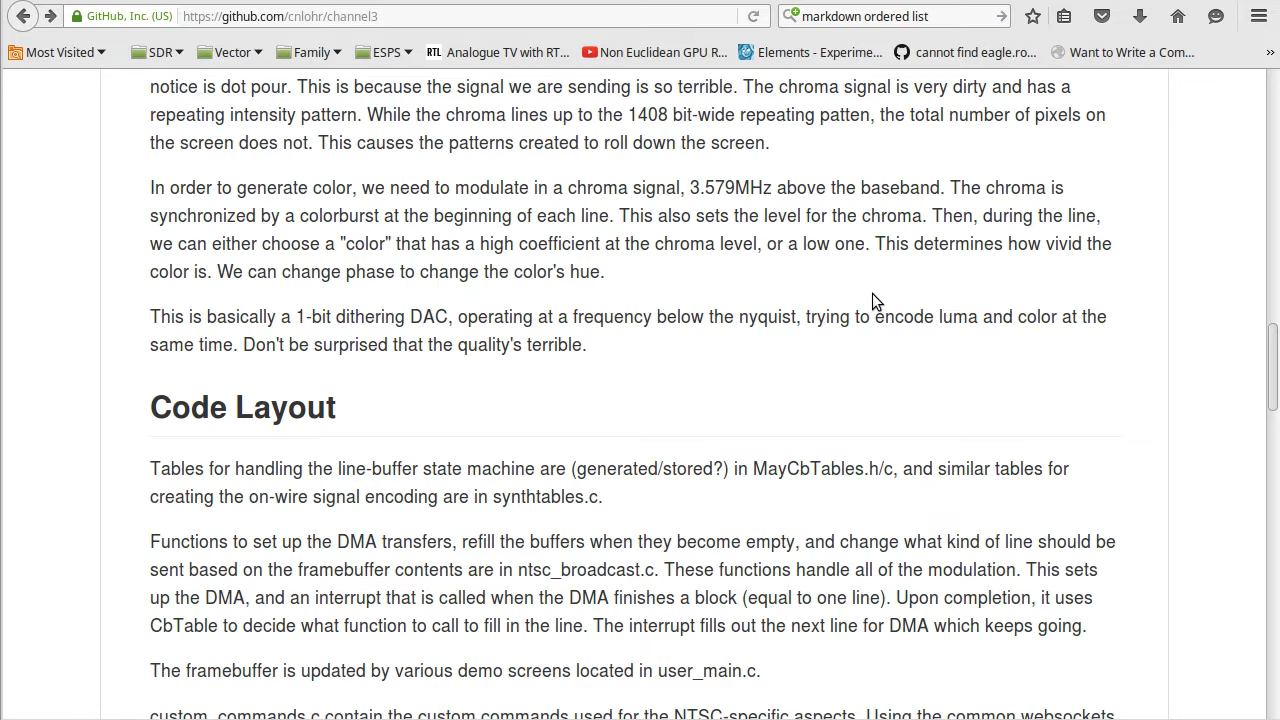 GitHub, Inc. (US)
https://github.com/cnlohr/channel3
markdown ordered list
Most Visited
SDR
Vector
Family
ESPS
RTL Analogue TV with RT...
Non Euclidean GPU R...
Elements - Experime...
cannot find eagle.ro...
Want to Write a Com...
notice is dot pour. This is because the signal we are sending is so terrible. The chroma signal is very dirty and has a
repeating intensity pattern. While the chroma lines up to the 1408 bit-wide repeating patten, the total number of pixels on
the screen does not. This causes the patterns created to roll down the screen.
In order to generate color, we need to modulate in a chroma signal, 3.579MHz above the baseband. The chroma is
synchronized by a colorburst at the beginning of each line. This also sets the level for the chroma. Then, during the line,
we can either choose a "color" that has a high coefficient at the chroma level, or a low one. This determines how vivid the
color is. We can change phase to change the color's hue.
This is basically a 1-bit dithering DAC, operating at a frequency below the nyquist, trying to encode luma and color at the
same time. Don't be surprised that the quality's terrible.
Code Layout
Tables for handling the line-buffer state machine are (generated/stored?) in MayCbTables.h/c, and similar tables for
creating the on-wire signal encoding are in synthtables.c.
Functions to set up the DMA transfers, refill the buffers when they become empty, and change what kind of line should be
sent based on the framebuffer contents are in ntsc_broadcast.c. These functions handle all of the modulation. This sets
up the DMA, and an interrupt that is called when the DMA finishes a block (equal to one line). Upon completion, it uses
CbTable to decide what function to call to fill in the line. The interrupt fills out the next line for DMA which keeps going.
The framebuffer is updated by various demo screens located in user_main.c.
custom_commands.c contain the custom commands used for the NTSC-specific aspects. Using the common websockets